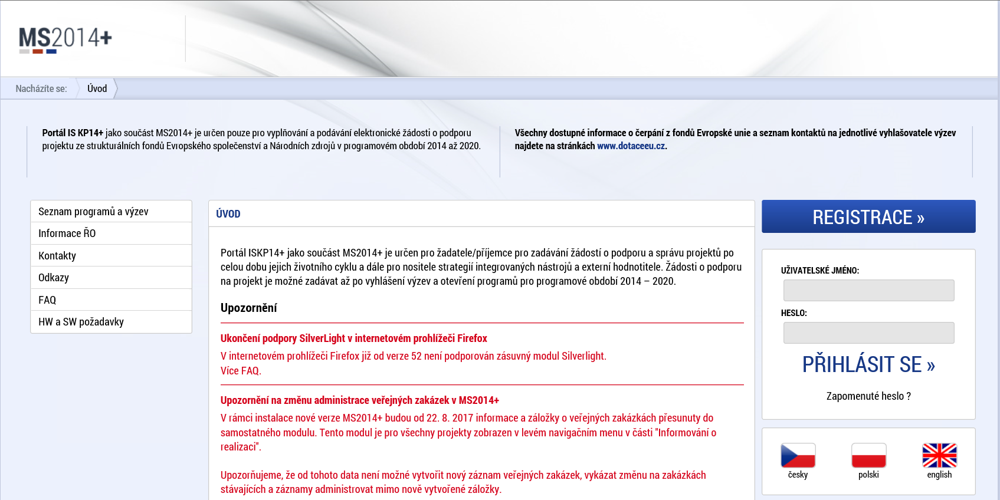 MS2014+
Nacházíte se:
Úvod
Portál IS KP14+ jako součást MS2014+ je určen pouze pro vyplňování a podávání elektronické žádosti o podporu
projektu ze strukturálních fondů Evropského společenství a Národních zdrojů v programovém období 2014 až 2020.
Všechny dostupné informace o čerpání z fondů Evropské unie a seznam kontaktů na jednotlivé vyhlašovatele výzev
najdete na stránkách www.dotaceeu.cz.
Seznam programů a výzev
Informace ŘO
Kontakty
Odkazy
FAQ
HW a SW požadavky
ÚVOD
Portál ISKP14+ jako součást MS2014+ je určen pro žadatele/příjemce pro zadávání žádostí o podporu a správu projektů po
celou dobu jejich životního cyklu a dále pro nositele strategií integrovaných nástrojů a externí hodnotitele. Žádosti o podporu
na projekt je možné zadávat až po vyhlášení výzev a otevření programů pro programové období 2014 – 2020.
Upozornění
Ukončení podpory SilverLight v internetovém prohlížeči Firefox
V internetovém prohlížeči Firefox již od verze 52 není podporován zásuvný modul Silverlight.
Více FAQ.
Upozornění na změnu administrace veřejných zakázek v MS2014+
V rámci instalace nové verze MS2014+ budou od 22. 8. 2017 informace a záložky o veřejných zakázkách přesunuty do
samostatného modulu. Tento modul je pro všechny projekty zobrazen v levém navigačním menu v části "Informování o
realizaci".
Upozorňujeme, že od tohoto data není možné vytvořit nový záznam veřejných zakázek, vykázat změnu na zakázkách
stávajících a záznamy administrovat mimo nově vytvořené záložky.
REGISTRACE »
UŽIVATELSKÉ JMÉNO:
HESLO:
PŘIHLÁSIT SE »
Zapomenuté heslo ?
česky
polski
english